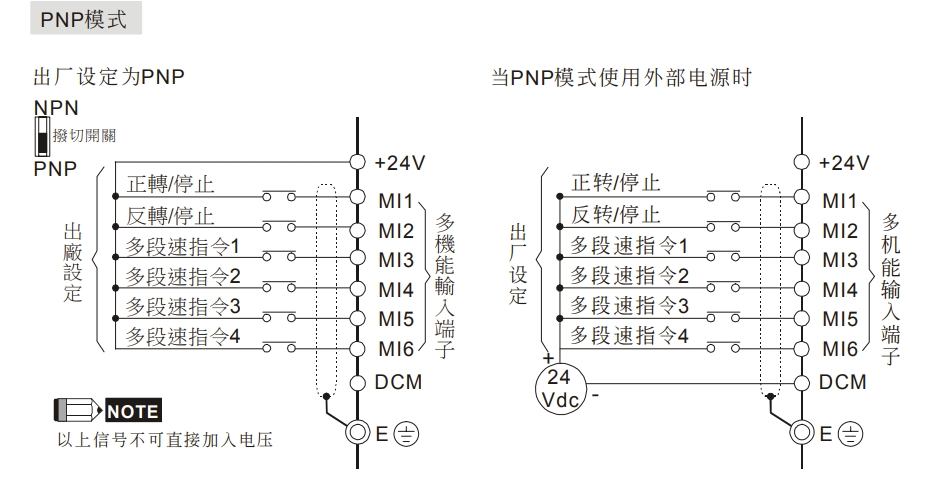 PNP模式
出厂设定为PNP
NPN
撥切開關
PNP
+24V
正轉/停止
MI1
反轉/停止
MI2
多段速指令1
MI3
多段速指令2
MI4
多段速指令3
MI5
多段速指令4
MI6
出廠設定
多機能輸入端子
DCM
E
NOTE
以上信号不可直接加入电压
当PNP模式使用外部电源时
+24V
正转/停止
MI1
反转/停止
MI2
多段速指令1
MI3
多段速指令2
MI4
多段速指令3
MI5
多段速指令4
MI6
出厂设定
多机能输入端子
+
24
Vdc
-
DCM
E